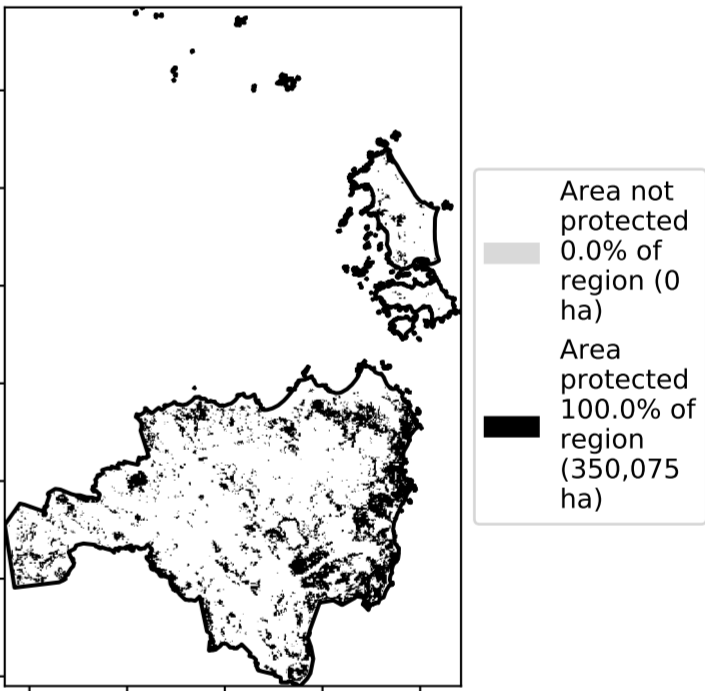 Area not
protected
0.0% of
region (0
ha)
Area
protected
100.0% of
region
(350,075
ha)